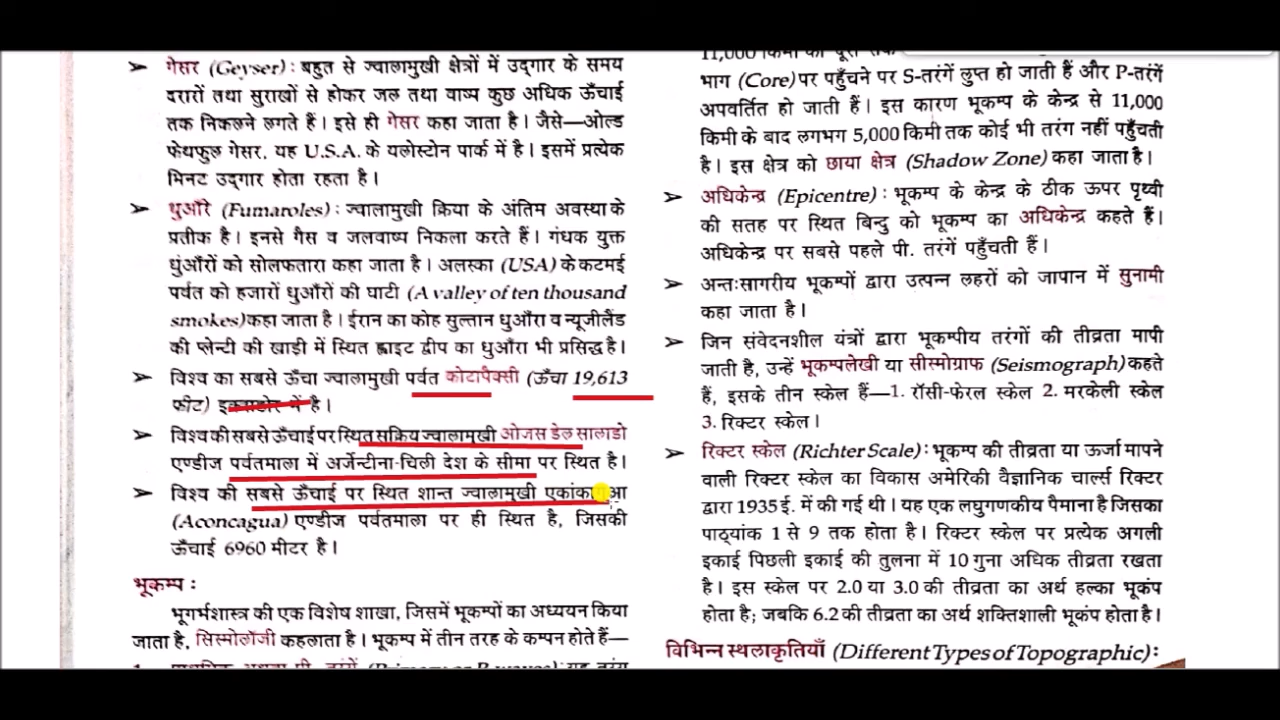 ➤ गेसर (Geyser) : बहुत से ज्वालामुखी क्षेत्रों में उद्‌गार के समय
दरारों तथा सुराखों से होकर जल तथा वाष्प कुछ अधिक ऊँचाई
तक निकलने लगते हैं। इसे ही गेसर कहा जाता है। जैसे—ओल्ड
फेथफुल गेसर, यह U.S.A. के यलोस्टोन पार्क में है। इसमें प्रत्येक
मिनट उद्‌गार होता रहता है।
➤ धुआँरे (Fumaroles) : ज्वालामुखी क्रिया के अंतिम अवस्था के
प्रतीक है। इनसे गैस व जलवाष्प निकला करते हैं। गंधक युक्त
धुंआँरों को सोलफतारा कहा जाता है। अलस्का (USA) के कटमई
पर्वत को हजारों धुआँरों की घाटी (A valley of ten thousand
smokes) कहा जाता है। ईरान का कोह सुल्तान धुआँरा व न्यूजीलैंड
की प्लेन्टी की खाड़ी में स्थित ह्वाइट द्वीप का धुआँरा भी प्रसिद्ध है।
➤ विश्व का सबसे ऊँचा ज्वालामुखी पर्वत कोटापैक्सी (ऊँचा 19,613
फीट) इक्वाडोर में है।
➤ विश्व की सबसे ऊँचाई पर स्थित सक्रिय ज्वालामुखी ओजस डेल सालाडो
एण्डीज पर्वतमाला में अर्जेन्टीना-चिली देश के सीमा पर स्थित है।
➤ विश्व की सबसे ऊँचाई पर स्थित शान्त ज्वालामुखी एकांकागुआ
(Aconcagua) एण्डीज पर्वतमाला पर ही स्थित है, जिसकी
ऊँचाई 6960 मीटर है।
भूकम्प :
भूगर्भशास्त्र की एक विशेष शाखा, जिसमें भूकम्पों का अध्ययन किया
जाता है, सिस्मोलॉजी कहलाता है। भूकम्प में तीन तरह के कम्पन होते हैं—
11,000 किमी
भाग (Core) पर पहुँचने पर S-तरंगें लुप्त हो जाती हैं और P-तरंगें
अपवर्तित हो जाती हैं। इस कारण भूकम्प के केन्द्र से 11,000
किमी के बाद लगभग 5,000 किमी तक कोई भी तरंग नहीं पहुँचती
है। इस क्षेत्र को छाया क्षेत्र (Shadow Zone) कहा जाता है।
➤ अधिकेन्द्र (Epicentre) : भूकम्प के केन्द्र के ठीक ऊपर पृथ्वी
की सतह पर स्थित बिन्दु को भूकम्प का अधिकेन्द्र कहते हैं।
अधिकेन्द्र पर सबसे पहले पी. तरंगें पहुँचती हैं।
➤ अन्तःसागरीय भूकम्पों द्वारा उत्पन्न लहरों को जापान में सुनामी
कहा जाता है।
➤ जिन संवेदनशील यंत्रों द्वारा भूकम्पीय तरंगों की तीव्रता मापी
जाती है, उन्हें भूकम्पलेखी या सीस्मोग्राफ (Seismograph) कहते
हैं, इसके तीन स्केल हैं—1. रॉसी-फेरल स्केल 2. मरकेली स्केल
3. रिक्टर स्केल।
➤ रिक्टर स्केल (Richter Scale) : भूकम्प की तीव्रता या ऊर्जा मापने
वाली रिक्टर स्केल का विकास अमेरिकी वैज्ञानिक चार्ल्स रिक्टर
द्वारा 1935 ई. में की गई थी। यह एक लघुगणकीय पैमाना है जिसका
पाठ्यांक 1 से 9 तक होता है। रिक्टर स्केल पर प्रत्येक अगली
इकाई पिछली इकाई की तुलना में 10 गुना अधिक तीव्रता रखता
है। इस स्केल पर 2.0 या 3.0 की तीव्रता का अर्थ हल्का भूकंप
होता है; जबकि 6.2 की तीव्रता का अर्थ शक्तिशाली भूकंप होता है।
विभिन्न स्थलाकृतियाँ (Different Types of Topographic) :